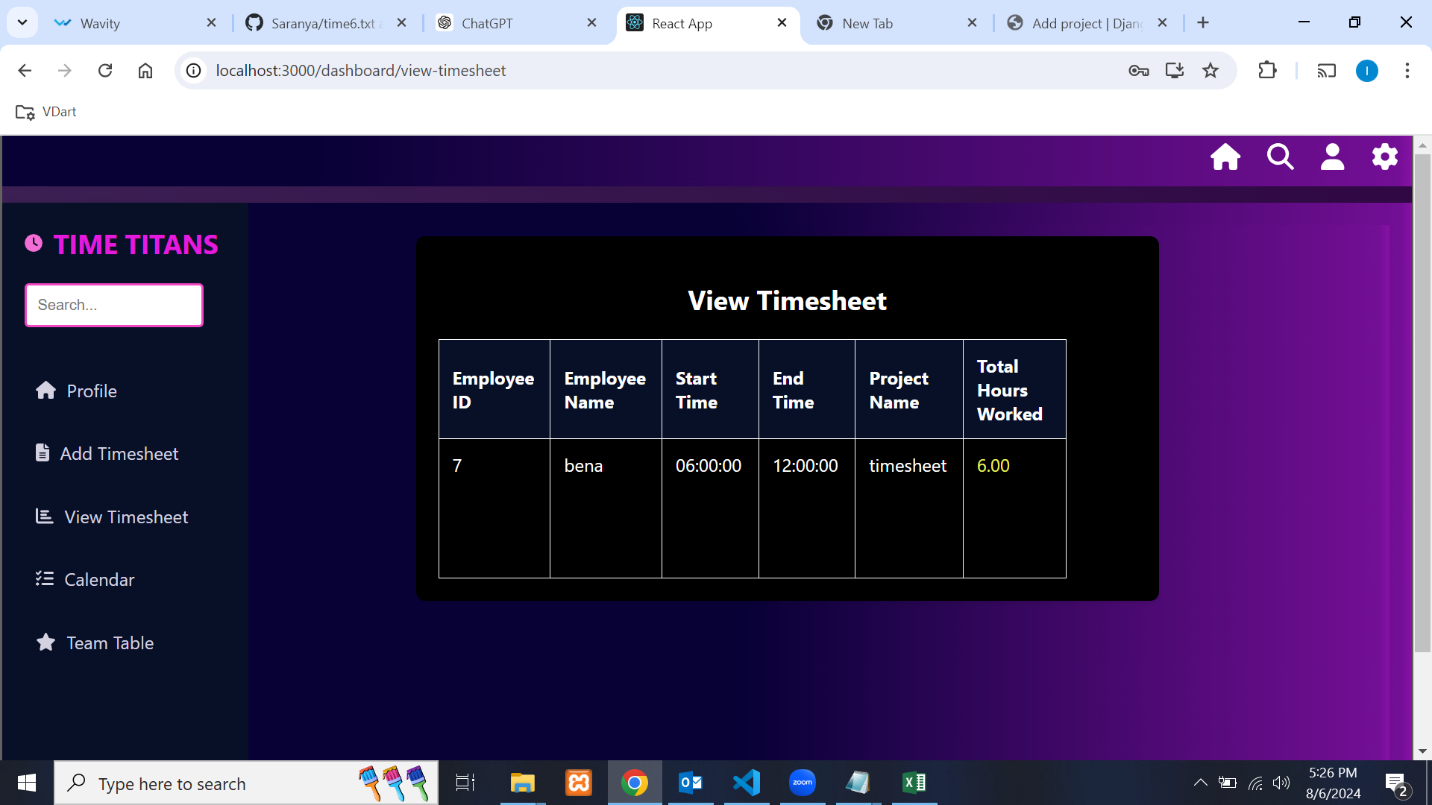 Wavity
Saranya/time6.txt
ChatGPT
React App
New Tab
Add project | Djan
localhost:3000/dashboard/view-timesheet
I
VDart
TIME TITANS
Search...
Profile
Add Timesheet
View Timesheet
Calendar
Team Table
View Timesheet
Employee ID
Employee Name
Start Time
End Time
Project Name
Total Hours Worked
7
bena
06:00:00
12:00:00
timesheet
6.00
Type here to search
zoom
5:26 PM
8/6/2024
2